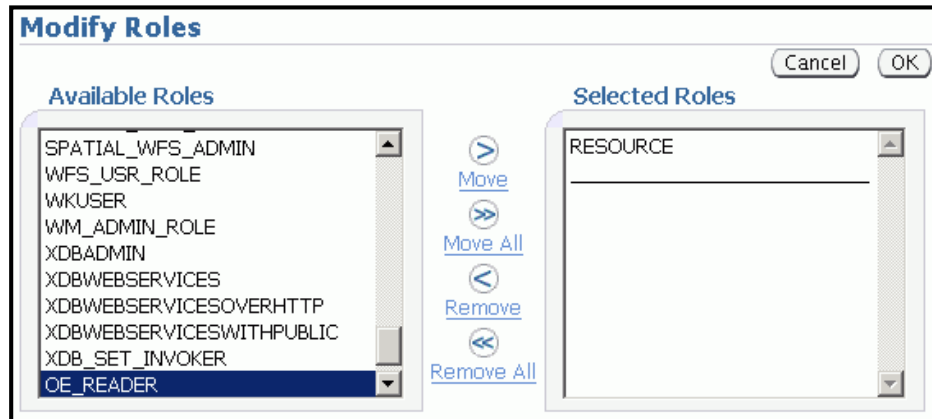 Modify Roles
Cancel OK
Available Roles
Selected Roles
SPATIAL_WFS_ADMIN
WFS_USR_ROLE
WKUSER
WM_ADMIN_ROLE
XDBADMIN
XDBWEBSERVICES
XDBWEBSERVICESOVERHTTP
XDBWEBSERVICESWITHPUBLIC
XDB_SET_INVOKER
OE_READER
Move
Move All
Remove
Remove All
RESOURCE